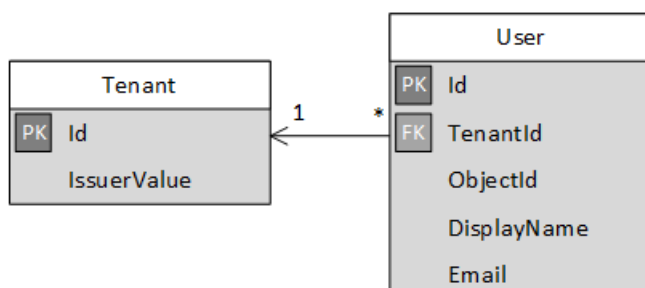 Tenant
PK Id
IssuerValue
1 *
User
PK Id
FK TenantId
ObjectId
DisplayName
Email